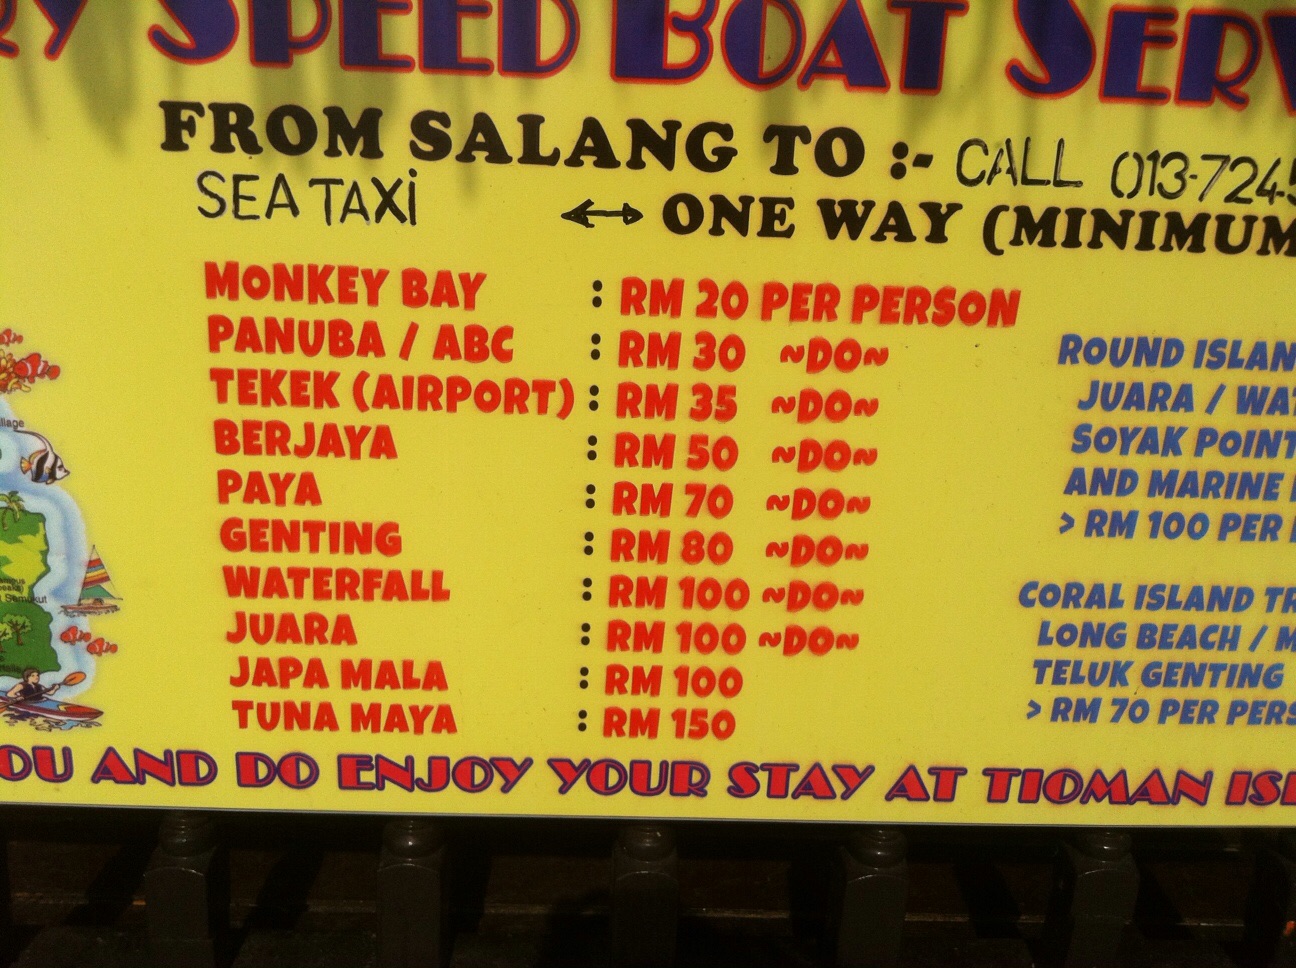 SPEED BOAT
FROM SALANG TO :- CALL 013-724
SEA TAXI
↔ ONE WAY (MINIMUM
MONKEY BAY : RM 20 PER PERSON
PANUBA / ABC : RM 30 ~DO~
TEKEK (AIRPORT) : RM 35 ~DO~
BERJAYA : RM 50 ~DO~
PAYA : RM 70 ~DO~
GENTING : RM 80 ~DO~
WATERFALL : RM 100 ~DO~
JUARA : RM 100 ~DO~
JAPA MALA : RM 100
TUNA MAYA : RM 150
ROUND ISLAN
JUARA / WAT
SOYAK POINT
AND MARINE
> RM 100 PER
CORAL ISLAND TR
LONG BEACH / M
TELUK GENTING
> RM 70 PER PERS
OU AND DO ENJOY YOUR STAY AT TIOMAN ISL